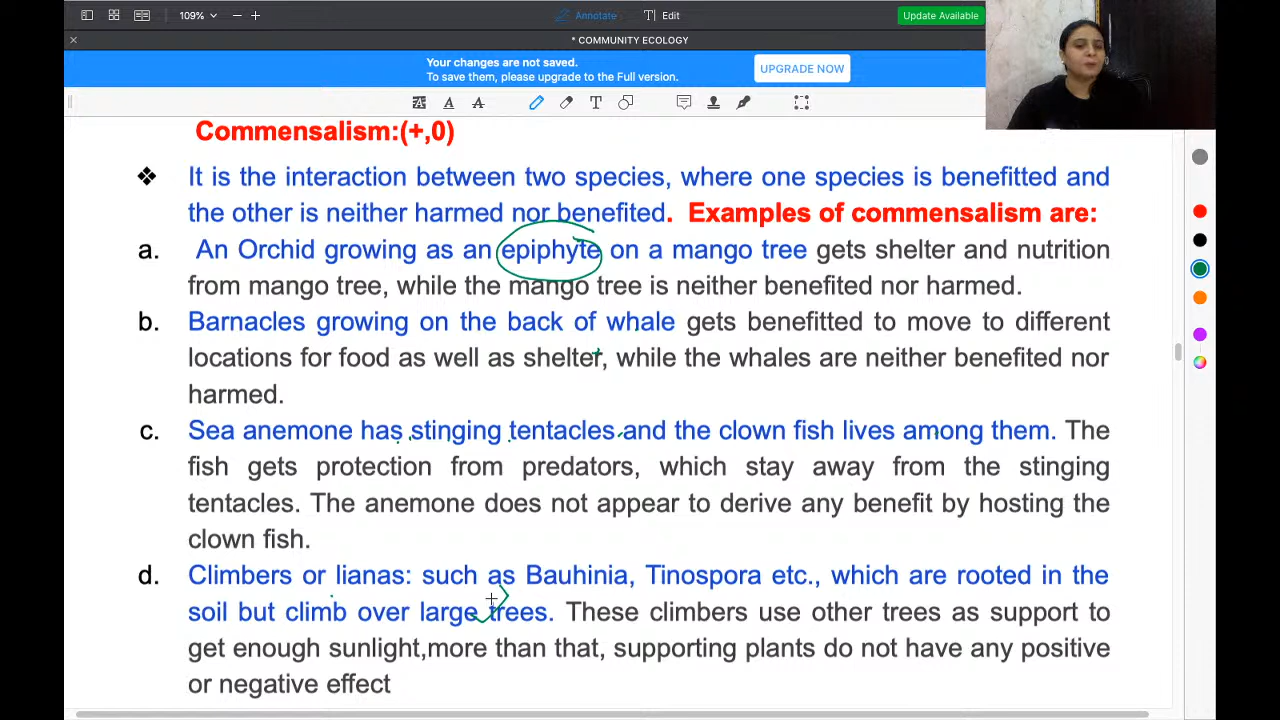 109%
Annotate
Edit
Update Available
* COMMUNITY ECOLOGY
Your changes are not saved.
To save them, please upgrade to the Full version.
UPGRADE NOW
Commensalism:(+,0)
❖ It is the interaction between two species, where one species is benefitted and
the other is neither harmed nor benefited. Examples of commensalism are:
a. An Orchid growing as an epiphyte on a mango tree gets shelter and nutrition
from mango tree, while the mango tree is neither benefited nor harmed.
b. Barnacles growing on the back of whale gets benefitted to move to different
locations for food as well as shelter, while the whales are neither benefited nor
harmed.
c. Sea anemone has stinging tentacles and the clown fish lives among them. The
fish gets protection from predators, which stay away from the stinging
tentacles. The anemone does not appear to derive any benefit by hosting the
clown fish.
d. Climbers or lianas: such as Bauhinia, Tinospora etc., which are rooted in the
soil but climb over large trees. These climbers use other trees as support to
get enough sunlight,more than that, supporting plants do not have any positive
or negative effect